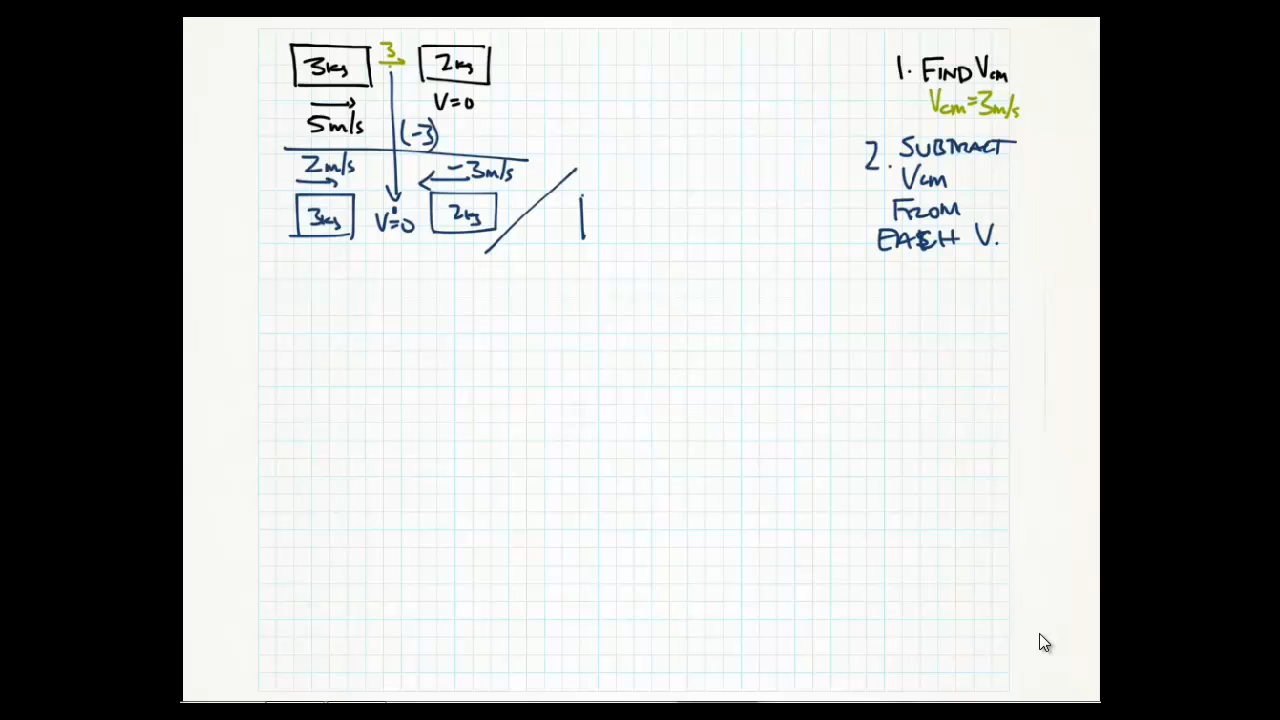 3kg 3 2kg
V=0
5m/s
(-3)
2m/s -3m/s
3kg V=0 2kg
1. FIND Vcm
Vcm=3m/s
2. SUBTRACT
Vcm
FROM
EACH V.